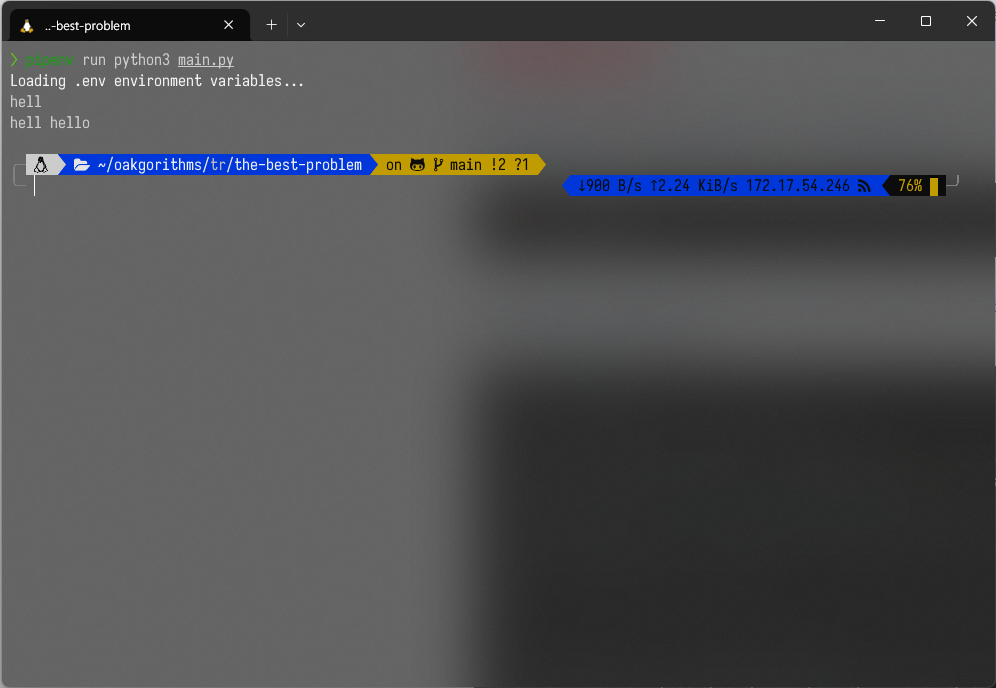 ..-best-problem
❯ pipenv run python3 main.py
Loading .env environment variables...
hell
hell hello
~/oakgorithms/tr/the-best-problem on main !2 ?1
↓900 B/s ↑2.24 KiB/s 172.17.54.246 76%